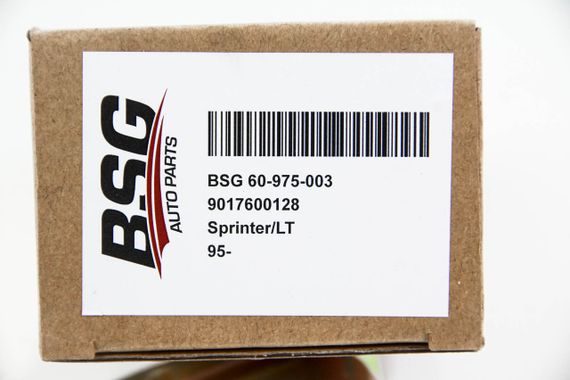 BSG
AUTO PARTS
BSG 60-975-003
9017600128
Sprinter/LT
95-